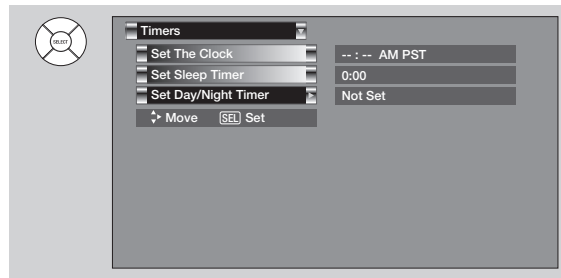 SELECT
Timers
Set The Clock -- : -- AM PST
Set Sleep Timer 0:00
Set Day/Night Timer Not Set
Move SEL Set